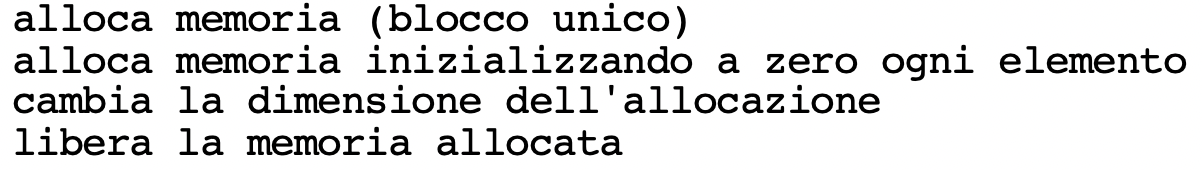 alloca memoria (blocco unico)
alloca memoria inizializzando a zero ogni elemento
cambia la dimensione dell'allocazione
libera la memoria allocata